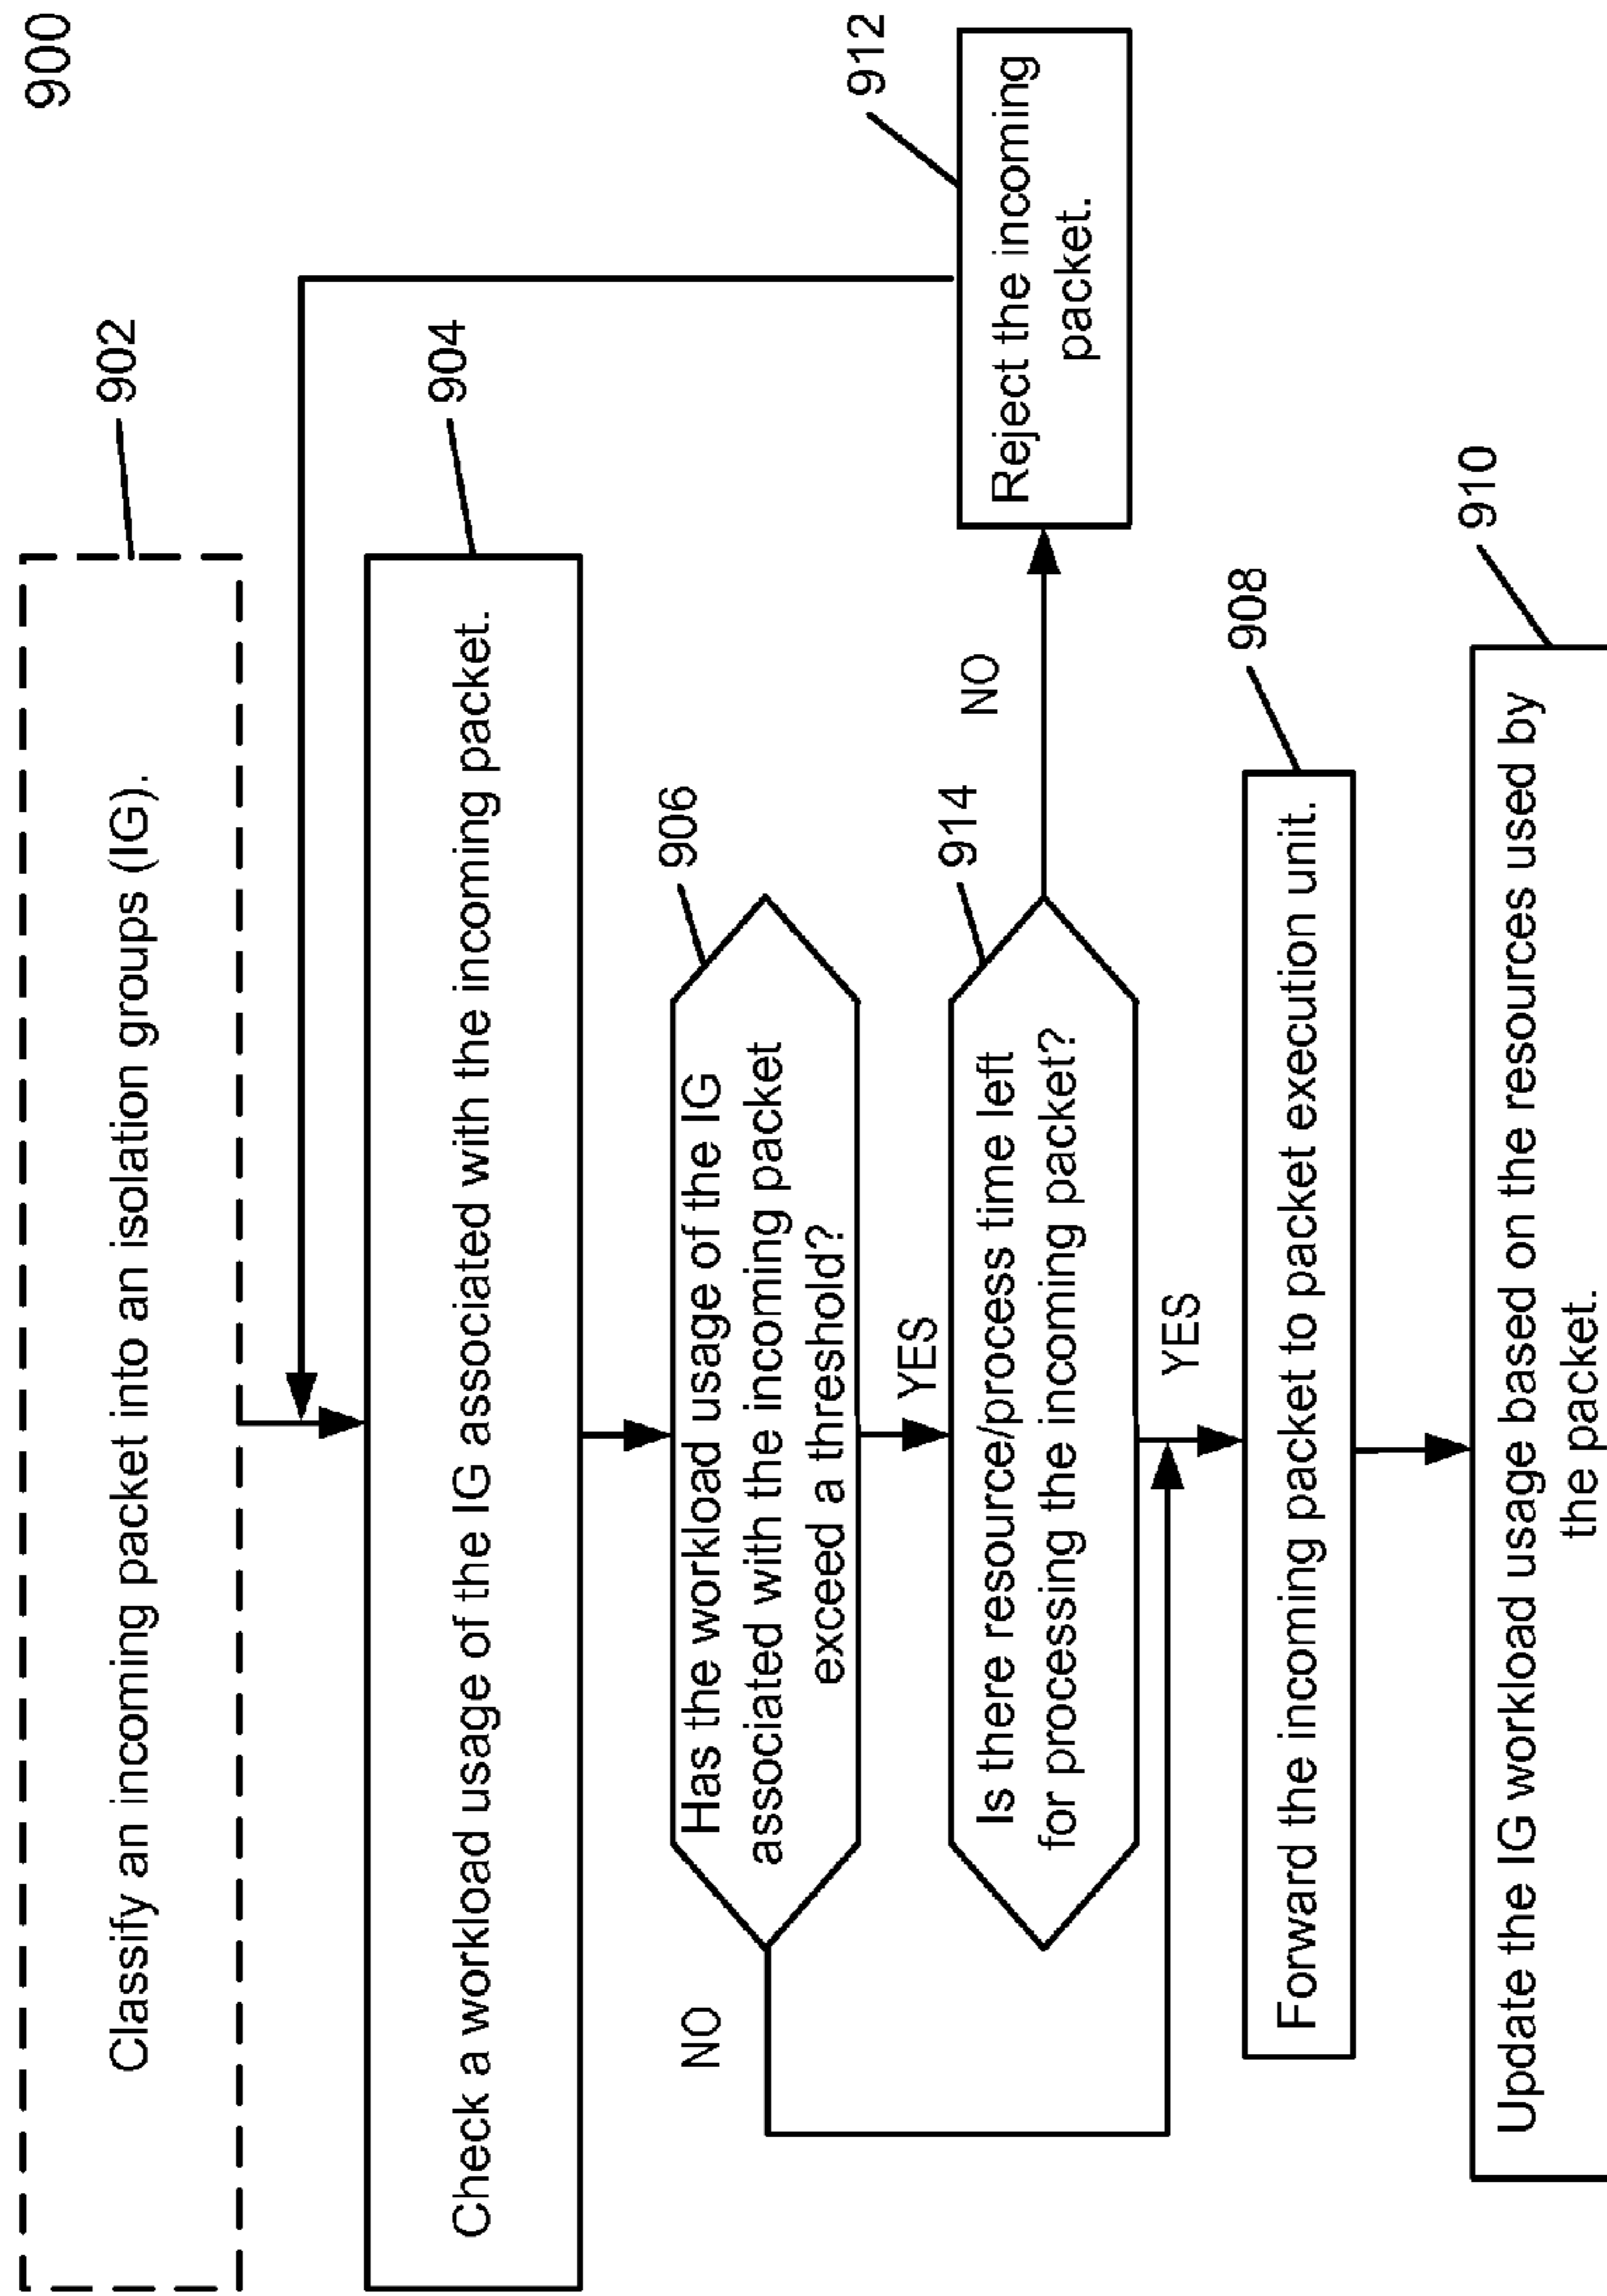 900
902
Classify an incoming packet into an isolation groups (IG).
904
Check a workload usage of the IG associated with the incoming packet.
906
Has the workload usage of the IG
associated with the incoming packet
exceed a threshold?
NO
YES
914
Is there resource/process time left
for processing the incoming packet?
NO
912
Reject the incoming
packet.
YES
908
Forward the incoming packet to packet execution unit.
910
Update the IG workload usage based on the resources used by
the packet.